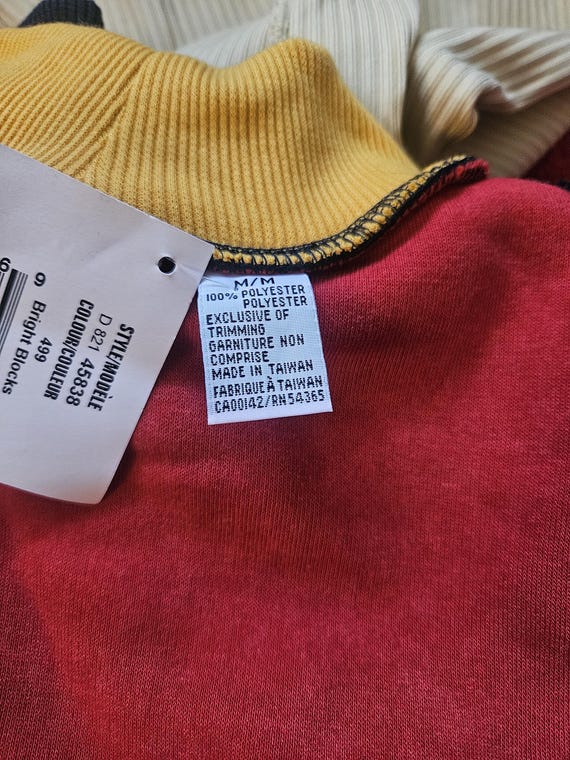 M/M
100% POLYESTER
POLYESTER
EXCLUSIVE OF
TRIMMING
GARNITURE NON
COMPRISE
MADE IN TAIWAN
FABRIQUÉ À TAIWAN
CA00142/RN54365
STYLE/MODÈLE
D 821 45838
COLOUR/COULEUR
499
Bright Blocks
6